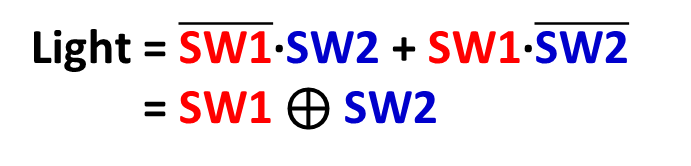 Light = S̅W̅1̅·SW2 + SW1·S̅W̅2̅
= SW1 ⊕ SW2